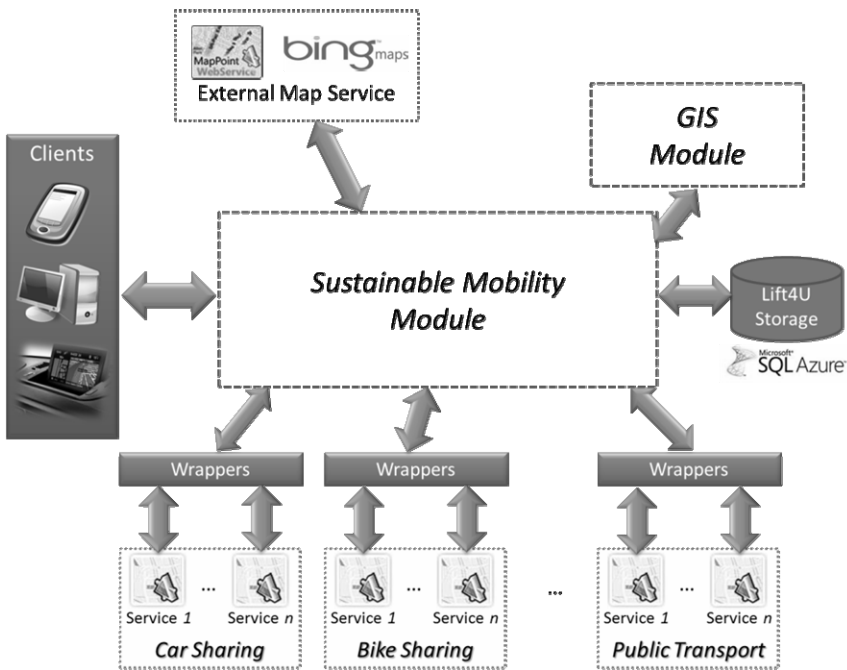 MapPoint
WebService
bing maps
External Map Service
GIS
Module
Clients
Sustainable Mobility
Module
Lift4U
Storage
Microsoft®
SQL Azure™
Wrappers
Wrappers
Wrappers
...
...
...
...
Service 1
Service n
Service 1
Service n
Service 1
Service n
Car Sharing
Bike Sharing
Public Transport